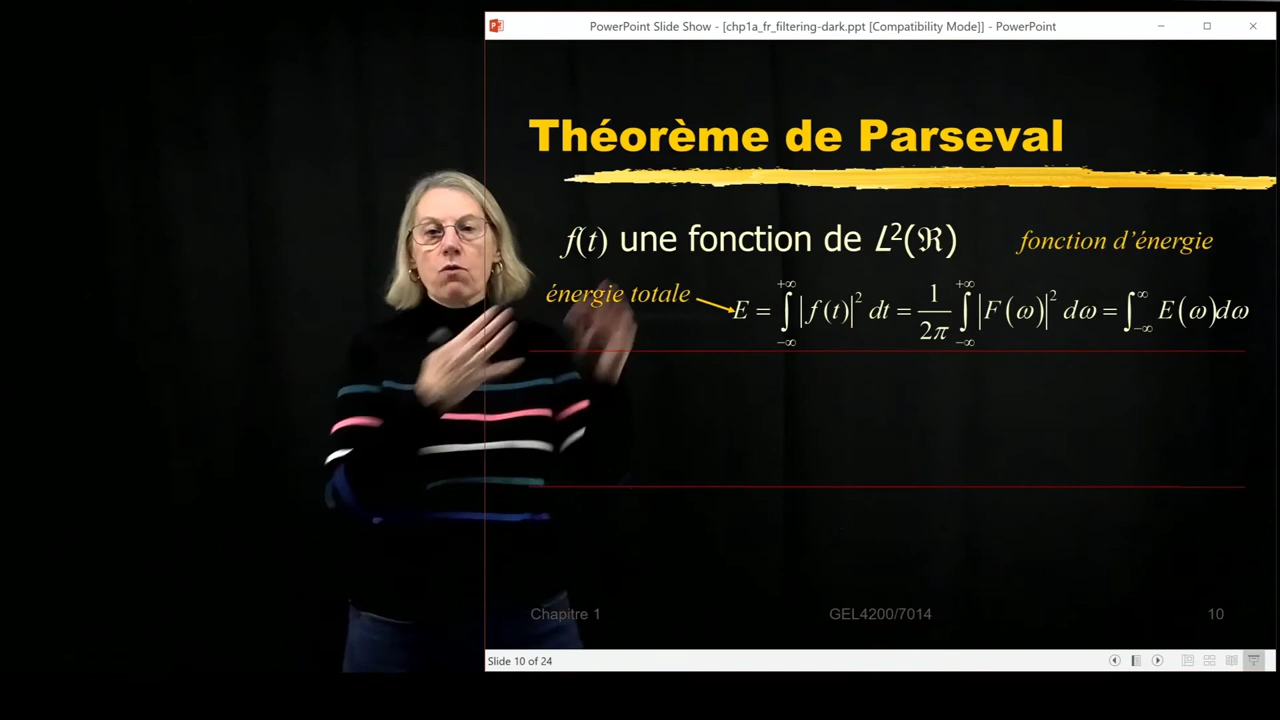 PowerPoint Slide Show - [chp1a_fr_filtering-dark.ppt [Compatibility Mode]] - PowerPoint
Théorème de Parseval
f(t) une fonction de L²(ℜ) fonction d'énergie
énergie totale
E = ∫_{-∞}^{+∞} |f(t)|² dt = 1/2π ∫_{-∞}^{+∞} |F(ω)|² dω = ∫_{-∞}^{∞} E(ω)dω
Chapitre 1 GEL4200/7014 10
Slide 10 of 24